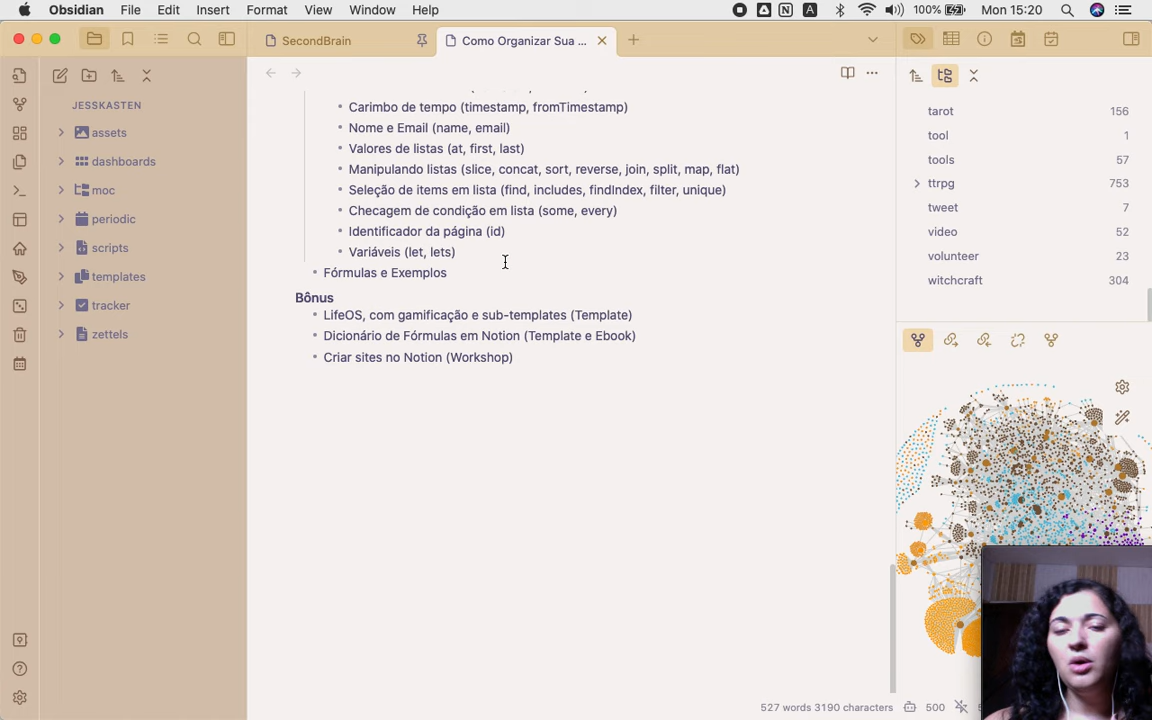 Obsidian File Edit Insert Format View Window Help
100% Mon 15:20
SecondBrain
Como Organizar Sua ...
JESSKASTEN
assets
dashboards
moc
periodic
scripts
templates
tracker
zettels
Carimbo de tempo (timestamp, fromTimestamp)
Nome e Email (name, email)
Valores de listas (at, first, last)
Manipulando listas (slice, concat, sort, reverse, join, split, map, flat)
Seleção de items em lista (find, includes, findIndex, filter, unique)
Checagem de condição em lista (some, every)
Identificador da página (id)
Variáveis (let, lets)
Fórmulas e Exemplos
Bônus
LifeOS, com gamificação e sub-templates (Template)
Dicionário de Fórmulas em Notion (Template e Ebook)
Criar sites no Notion (Workshop)
527 words 3190 characters 500
tarot 156
tool 1
tools 57
ttrpg 753
tweet 7
video 52
volunteer 23
witchcraft 304